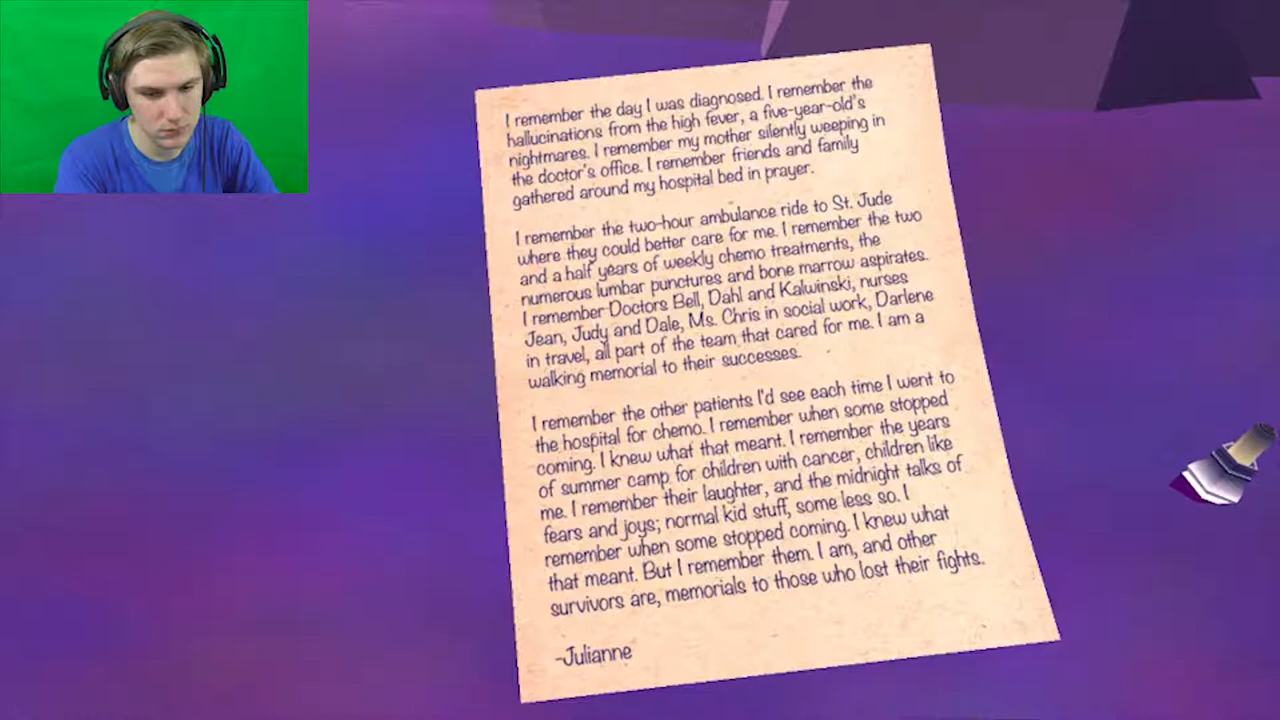 I remember the day I was diagnosed. I remember the
hallucinations from the high fever, a five-year-old's
nightmares. I remember my mother silently weeping in
the doctor's office. I remember friends and family
gathered around my hospital bed in prayer.
I remember the two-hour ambulance ride to St. Jude
where they could better care for me. I remember the two
and a half years of weekly chemo treatments, the
numerous lumbar punctures and bone marrow aspirates.
I remember Doctors Bell, Dahl and Kalwinski, nurses
Jean, Judy and Dale, Ms. Chris in social work, Darlene
in travel, all part of the team that cared for me. I am a
walking memorial to their successes.
I remember the other patients I'd see each time I went to
the hospital for chemo. I remember when some stopped
coming. I knew what that meant. I remember the years
of summer camp for children with cancer, children like
me. I remember their laughter, and the midnight talks of
fears and joys; normal kid stuff, some less so. I
remember when some stopped coming. I knew what
that meant. But I remember them. I am, and other
survivors are, memorials to those who lost their fights.
-Julianne